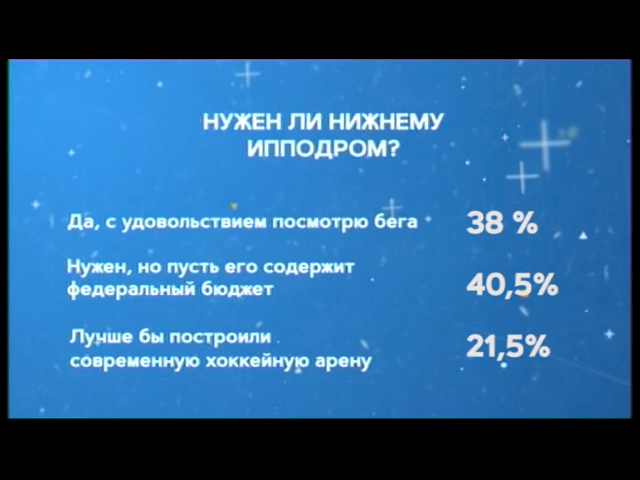 НУЖЕН ЛИ НИЖНЕМУ
ИППОДРОМ?
Да, с удовольствием посмотрю бега 38 %
Нужен, но пусть его содержит
федеральный бюджет 40,5%
Лучше бы построили
современную хоккейную арену 21,5%